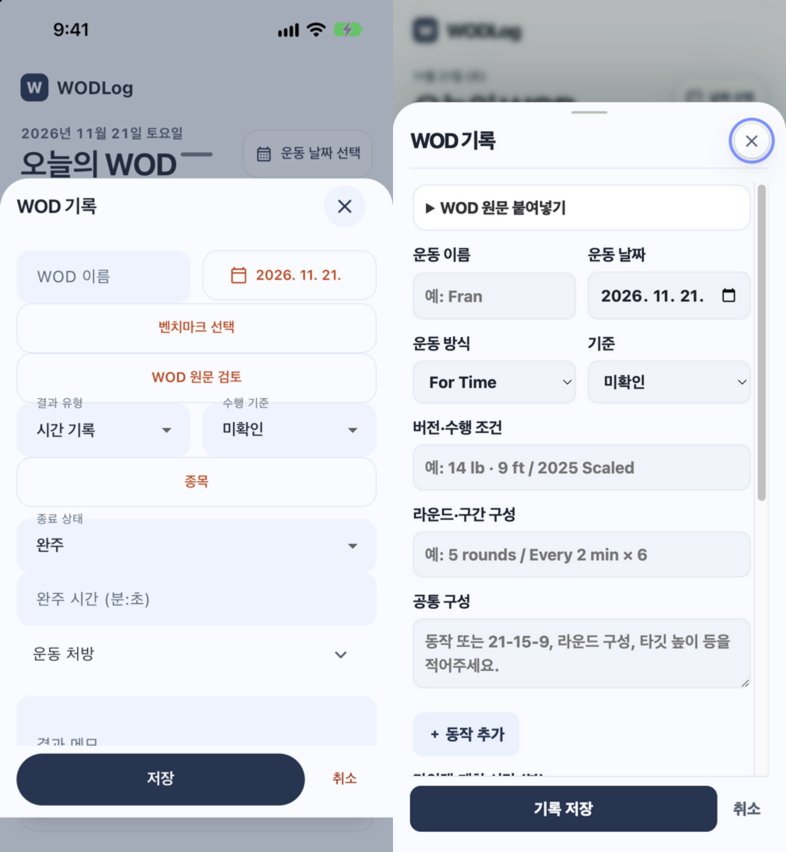 9:41
W WODLog
2026년 11월 21일 토요일
오늘의 WOD
운동 날짜 선택
WOD 기록
WOD 이름
2026. 11. 21.
벤치마크 선택
WOD 원문 검토
결과 유형
시간 기록
수행 기준
미확인
종목
종료 상태
완주
완주 시간 (분:초)
운동 처방
결과 메모
저장
취소
W WODLog
WOD 기록
▶ WOD 원문 붙여넣기
운동 이름
운동 날짜
예: Fran
2026. 11. 21.
운동 방식
기준
For Time
미확인
버전·수행 조건
예: 14 lb · 9 ft / 2025 Scaled
라운드·구간 구성
예: 5 rounds / Every 2 min × 6
공통 구성
동작 또는 21-15-9, 라운드 구성, 타깃 높이 등을
적어주세요.
+ 동작 추가
기록 저장
취소